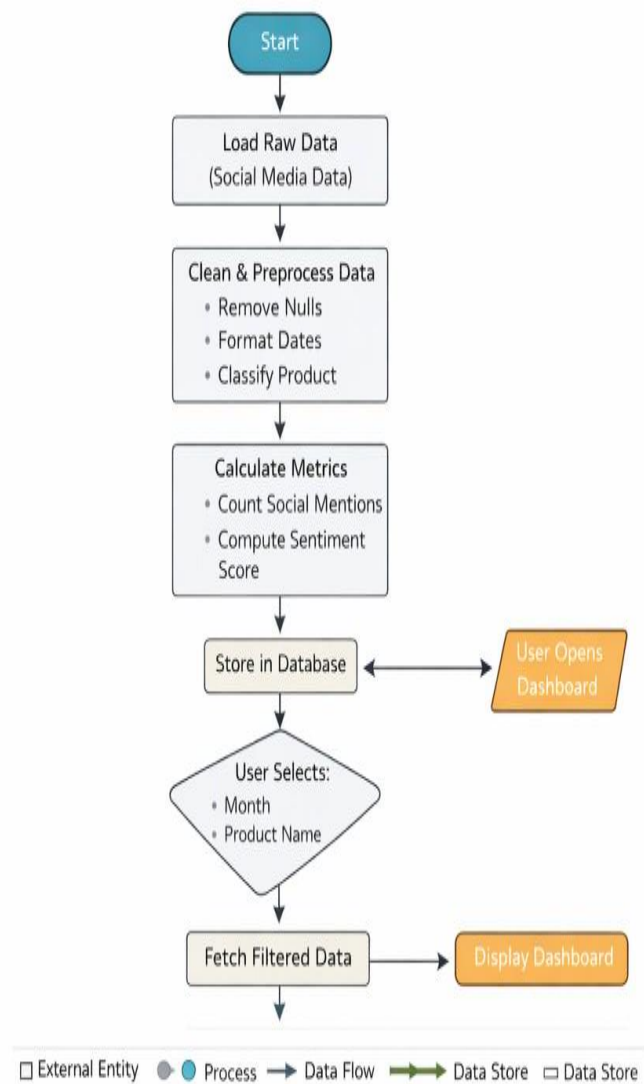 Start
Load Raw Data
(Social Media Data)
Clean & Preprocess Data
• Remove Nulls
• Format Dates
• Classify Product
Calculate Metrics
• Count Social Mentions
• Compute Sentiment
Score
Store in Database
User Opens
Dashboard
User Selects:
• Month
• Product Name
Fetch Filtered Data
Display Dashboard
External Entity Process Data Flow Data Store Data Store